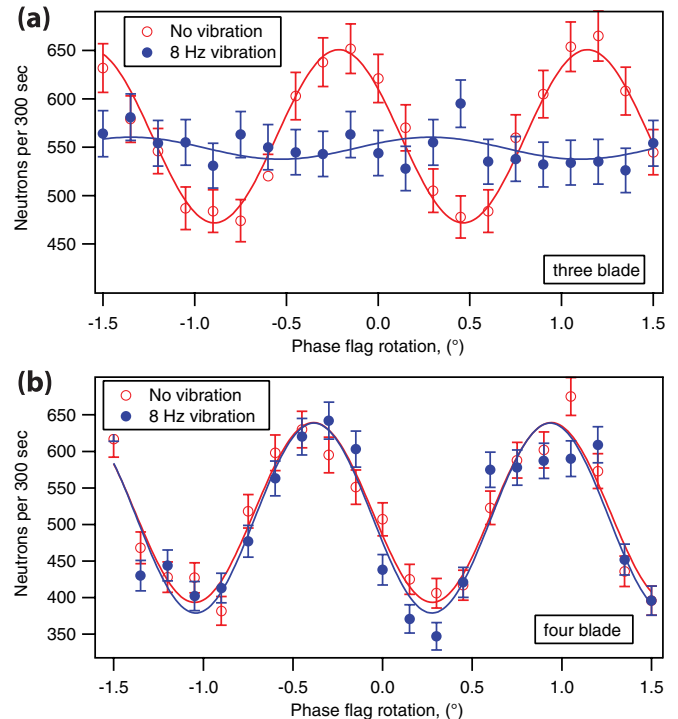 (a)
No vibration
8 Hz vibration
Neutrons per 300 sec
650
600
550
500
450
three blade
-1.5
-1.0
-0.5
0.0
0.5
1.0
1.5
Phase flag rotation, (°)
(b)
No vibration
8 Hz vibration
Neutrons per 300 sec
650
600
550
500
450
400
350
four blade
-1.5
-1.0
-0.5
0.0
0.5
1.0
1.5
Phase flag rotation, (°)